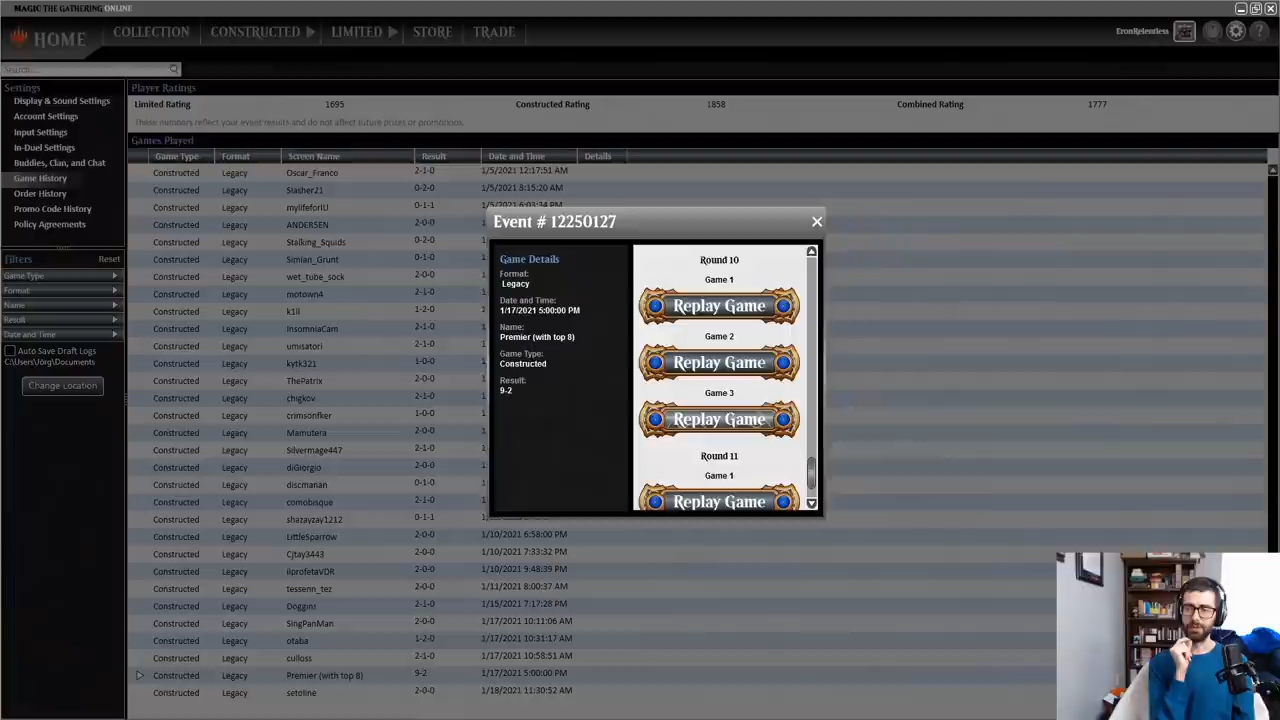 MAGIC THE GATHERING ONLINE
HOME
COLLECTION
CONSTRUCTED
LIMITED
STORE
TRADE
EronRelentless
Search...
Settings
Display & Sound Settings
Account Settings
Input Settings
In-Duel Settings
Buddies, Clan, and Chat
Game History
Order History
Promo Code History
Policy Agreements
Filters Reset
Game Type
Format
Name
Result
Date and Time
Auto Save Draft Logs
C:\Users\Jörg\Documents
Change Location
Player Ratings
Limited Rating 1695 Constructed Rating 1858 Combined Rating 1777
These numbers reflect your event results and do not affect future prizes or promotions.
Games Played
Game Type Format Screen Name Result Date and Time Details
Constructed Legacy Oscar_Franco 2-1-0 1/5/2021 12:17:51 AM
Constructed Legacy Slasher21 0-2-0 1/5/2021 8:15:20 AM
Constructed Legacy mylifeforIU 0-1-1 1/5/2021 6:03:34 PM
Constructed Legacy ANDERSEN 2-0-0
Constructed Legacy Stalking_Squids 0-2-0
Constructed Legacy Simian_Grunt 0-1-0
Constructed Legacy wet_tube_sock 2-0-0
Constructed Legacy motown4 2-1-0
Constructed Legacy k1ll 1-2-0
Constructed Legacy InsomniaCam 2-1-0
Constructed Legacy umisatori 2-1-0
Constructed Legacy kytk321 1-0-0
Constructed Legacy ThePatrix 2-0-0
Constructed Legacy chigkov 2-1-0
Constructed Legacy crimsonfker 1-0-0
Constructed Legacy Mamutera 2-0-0
Constructed Legacy Silvermage447 2-1-0
Constructed Legacy diGiorgio 2-0-0
Constructed Legacy discmanan 0-1-0
Constructed Legacy comobisque 2-1-0
Constructed Legacy shazayzay1212 0-1-1
Constructed Legacy LittleSparrow 2-0-0 1/10/2021 6:58:00 PM
Constructed Legacy Cjtay3443 2-0-0 1/10/2021 7:33:32 PM
Constructed Legacy ilprofetaVDR 2-0-0 1/10/2021 9:48:39 PM
Constructed Legacy tessenn_tez 2-0-0 1/11/2021 8:00:37 AM
Constructed Legacy Doggini 2-1-0 1/15/2021 7:17:28 PM
Constructed Legacy SingPanMan 2-0-0 1/17/2021 10:11:06 AM
Constructed Legacy otaba 1-2-0 1/17/2021 10:31:17 AM
Constructed Legacy culloss 2-1-0 1/17/2021 10:58:51 AM
Constructed Legacy Premier (with top 8) 9-2 1/17/2021 5:00:00 PM
Constructed Legacy setoline 2-0-0 1/18/2021 11:30:52 AM
Event # 12250127
Game Details
Format:
Legacy
Date and Time:
1/17/2021 5:00:00 PM
Name:
Premier (with top 8)
Game Type:
Constructed
Result:
9-2
Round 10
Game 1
Replay Game
Game 2
Replay Game
Game 3
Replay Game
Round 11
Game 1
Replay Game